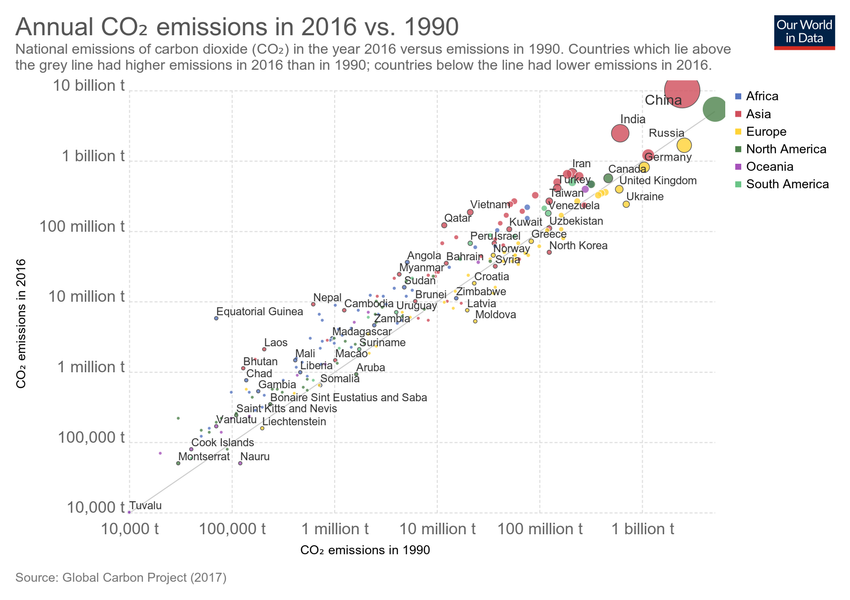 Annual CO₂ emissions in 2016 vs. 1990
Our World
in Data
National emissions of carbon dioxide (CO₂) in the year 2016 versus emissions in 1990. Countries which lie above
the grey line had higher emissions in 2016 than in 1990; countries below the line had lower emissions in 2016.
10 billion t
1 billion t
100 million t
10 million t
1 million t
100,000 t
10,000 t
CO₂ emissions in 2016
China
India
Russia
Germany
Iran
Canada
Turkey
United Kingdom
Taiwan
Ukraine
Vietnam
Venezuela
Qatar
Kuwait
Uzbekistan
Peru
Israel
Greece
North Korea
Norway
Angola
Bahrain
Syria
Myanmar
Sudan
Croatia
Nepal
Brunei
Zimbabwe
Equatorial Guinea
Cambodia
Uruguay
Latvia
Zambia
Moldova
Madagascar
Laos
Suriname
Mali
Macao
Bhutan
Liberia
Aruba
Chad
Somalia
Gambia
Bonaire Sint Eustatius and Saba
Saint Kitts and Nevis
Vanuatu
Liechtenstein
Cook Islands
Montserrat
Nauru
Tuvalu
10,000 t
100,000 t
1 million t
10 million t
100 million t
1 billion t
CO₂ emissions in 1990
Africa
Asia
Europe
North America
Oceania
South America
Source: Global Carbon Project (2017)